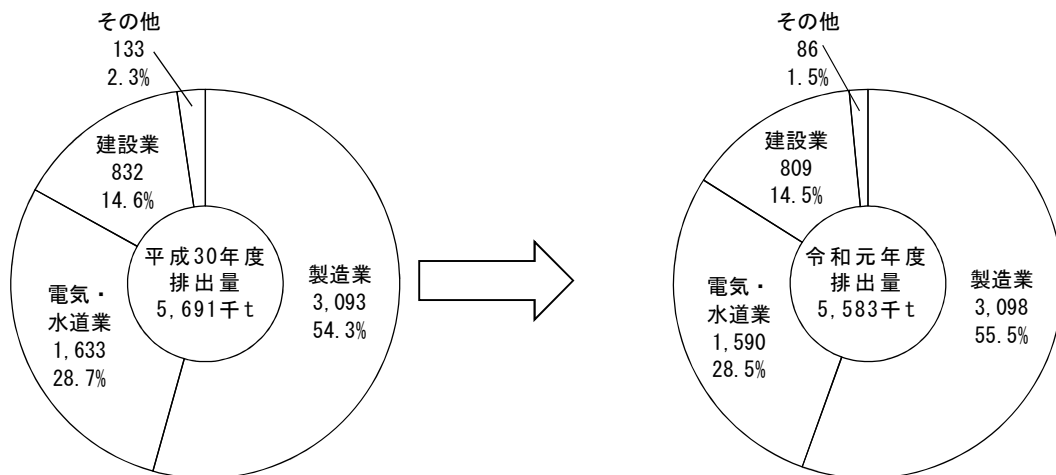 その他
133
2.3%
建設業
832
14.6%
平成30年度
排出量
5,691千t
製造業
3,093
54.3%
電気・
水道業
1,633
28.7%
その他
86
1.5%
建設業
809
14.5%
令和元年度
排出量
5,583千t
製造業
3,098
55.5%
電気・
水道業
1,590
28.5%